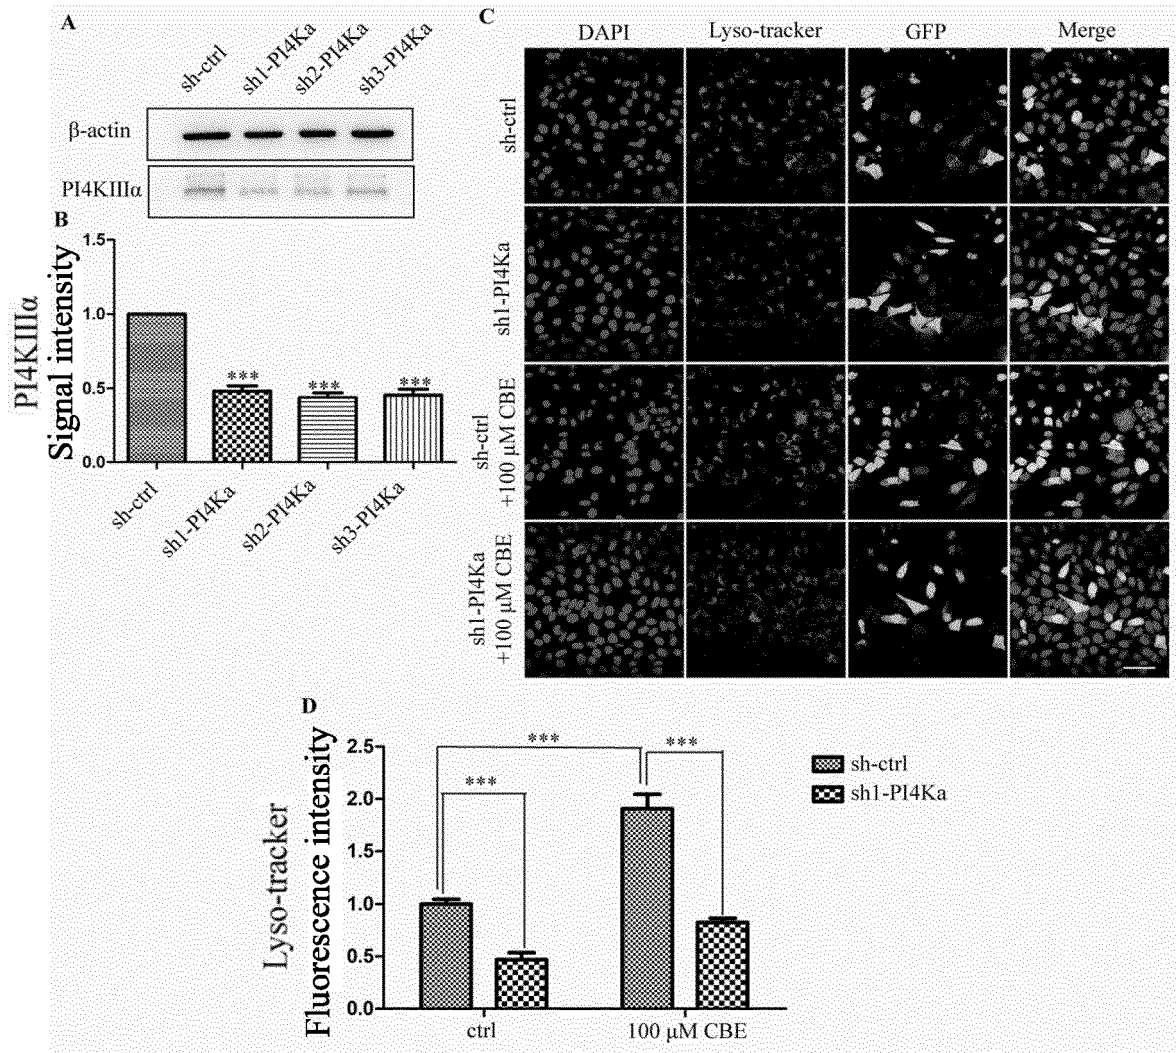 A
sh-ctrl
sh1-PI4Ka
sh2-PI4Ka
sh3-PI4Ka
β-actin
PI4KIIIα
B
PI4KIIIα
Signal intensity
1.5
1.0
0.5
0.0
***
***
***
sh-ctrl
sh1-PI4Ka
sh2-PI4Ka
sh3-PI4Ka
C
DAPI
Lyso-tracker
GFP
Merge
sh-ctrl
sh1-PI4Ka
sh-ctrl
+100 μM CBE
sh1-PI4Ka
+100 μM CBE
D
Lyso-tracker
Fluorescence intensity
2.5
2.0
1.5
1.0
0.5
0.0
***
***
***
ctrl
100 μM CBE
sh-ctrl
sh1-PI4Ka